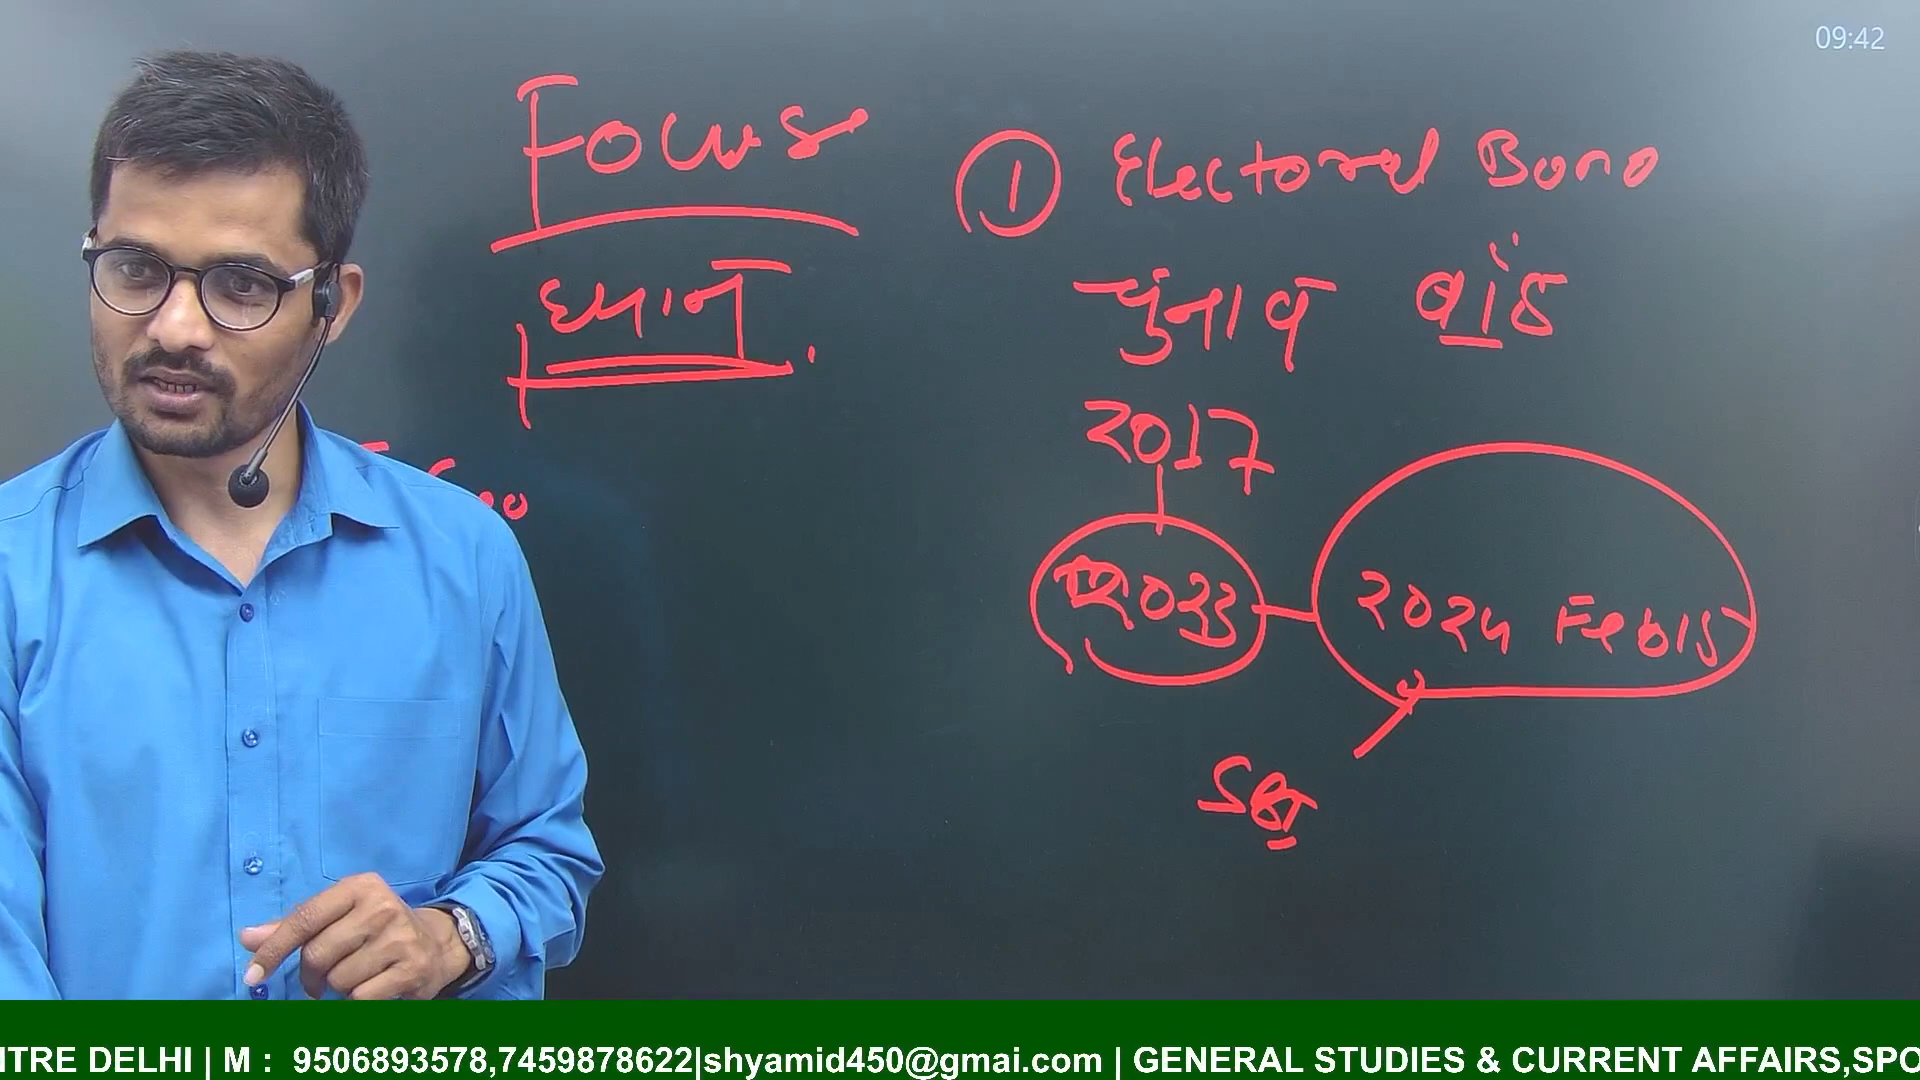 09:42
Focus
ध्यान
① Electoral Bond
चुनाव बांड
2017
2023
2024 Feb 15
NTRE DELHI | M : 9506893578,7459878622|shyamid450@gmai.com | GENERAL STUDIES & CURRENT AFFAIRS,SPO